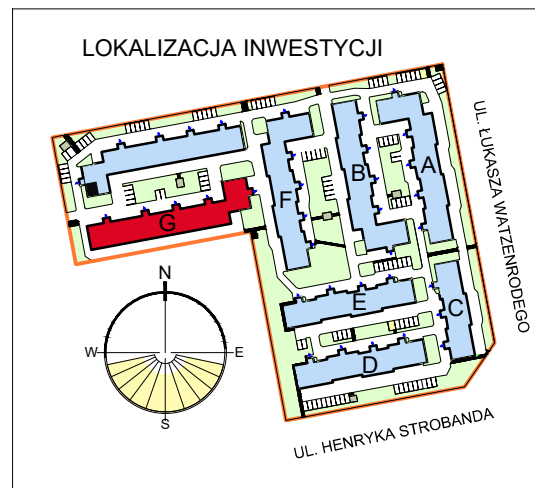 LOKALIZACJA INWESTYCJI
UL. ŁUKASZA WATZENRODEGO
A
B
F
G
N
E
C
W
E
D
S
UL. HENRYKA STROBANDA